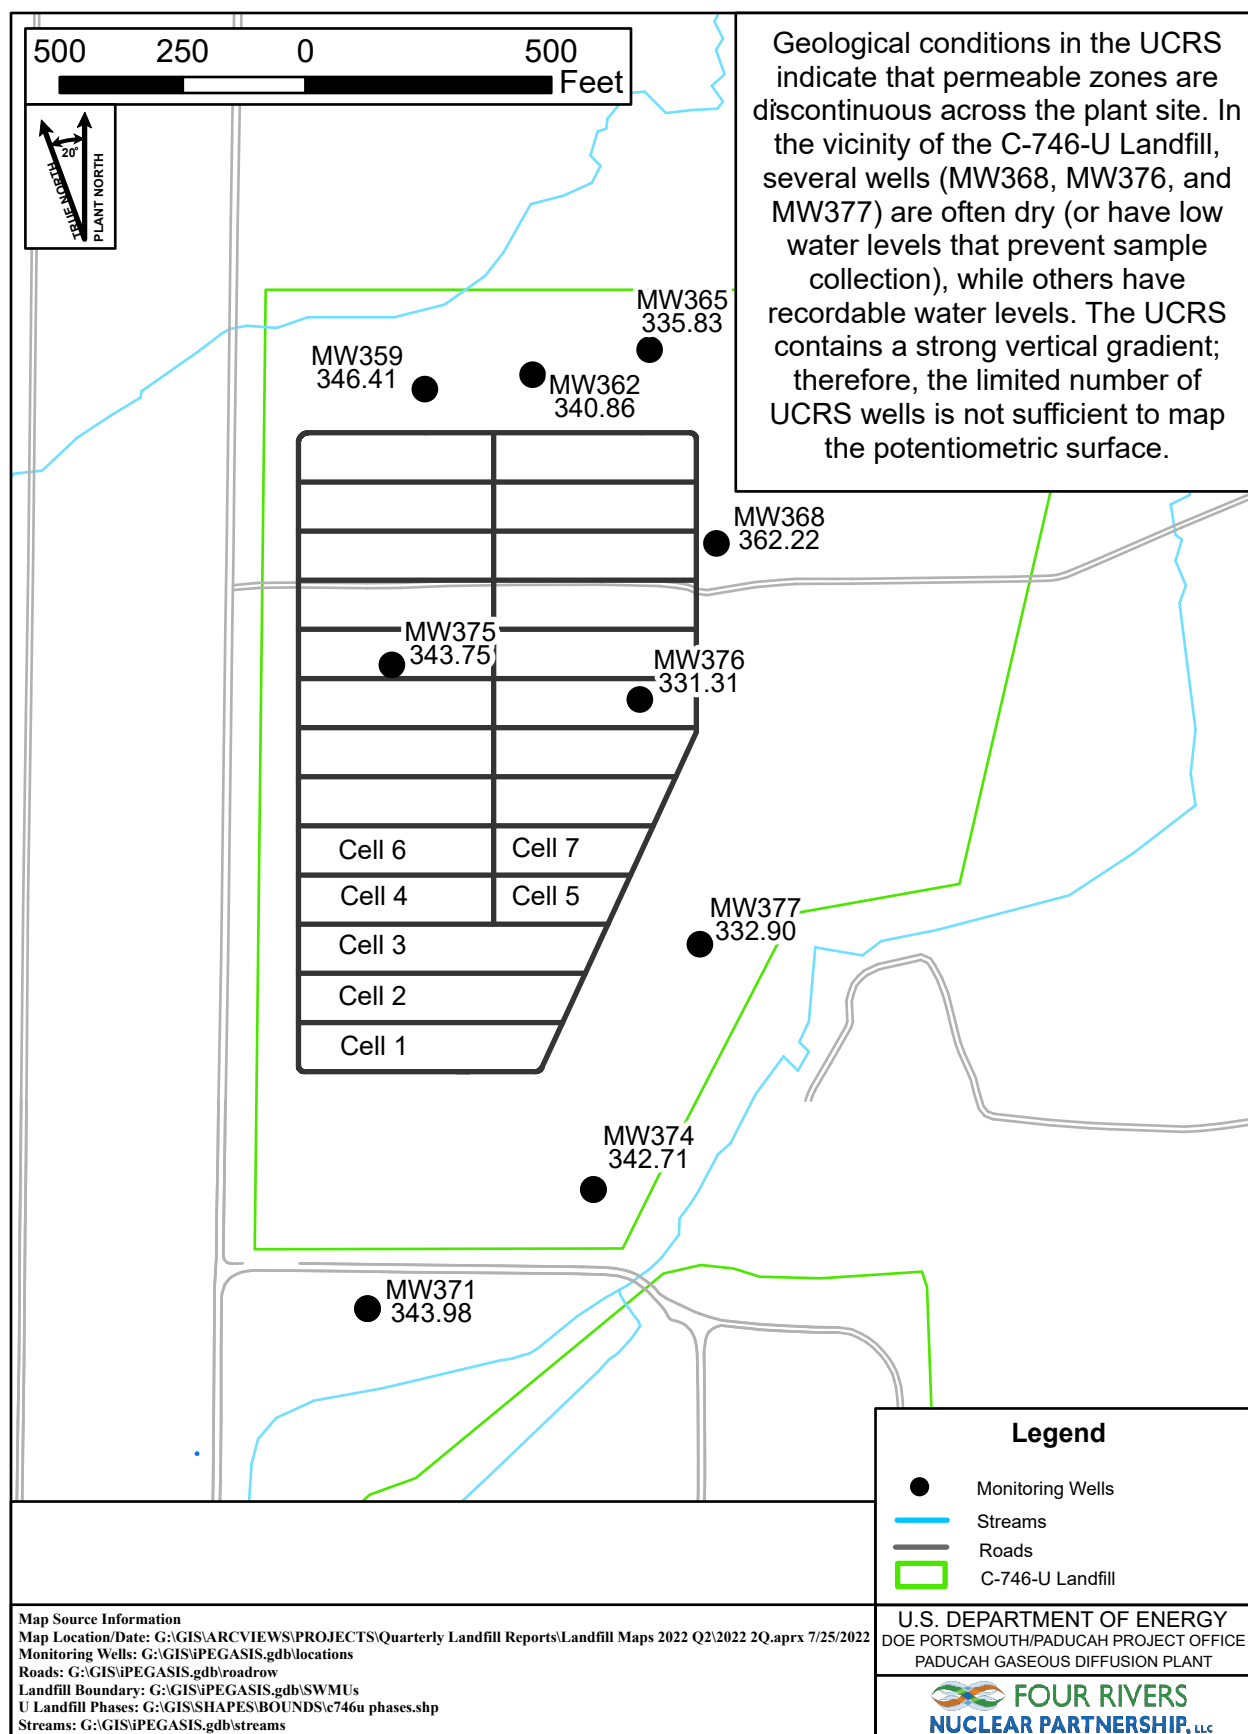 500 250 0 500
Feet
20°
TRUE NORTH
PLANT NORTH
Geological conditions in the UCRS
indicate that permeable zones are
discontinuous across the plant site. In
the vicinity of the C-746-U Landfill,
several wells (MW368, MW376, and
MW377) are often dry (or have low
water levels that prevent sample
collection), while others have
recordable water levels. The UCRS
contains a strong vertical gradient;
therefore, the limited number of
UCRS wells is not sufficient to map
the potentiometric surface.
MW365
335.83
MW359
346.41
MW362
340.86
MW368
362.22
MW375
343.75
MW376
331.31
Cell 6
Cell 7
Cell 4
Cell 5
MW377
332.90
Cell 3
Cell 2
Cell 1
MW374
342.71
MW371
343.98
Legend
Monitoring Wells
Streams
Roads
C-746-U Landfill
Map Source Information
Map Location/Date: G:\GIS\ARCVIEWS\PROJECTS\Quarterly Landfill Reports\Landfill Maps 2022 Q2\2022 2Q.aprx 7/25/2022
Monitoring Wells: G:\GIS\iPEGASIS.gdb\locations
Roads: G:\GIS\iPEGASIS.gdb\roadrow
Landfill Boundary: G:\GIS\iPEGASIS.gdb\SWMUs
U Landfill Phases: G:\GIS\SHAPES\BOUNDS\c746u phases.shp
Streams: G:\GIS\iPEGASIS.gdb\streams
U.S. DEPARTMENT OF ENERGY
DOE PORTSMOUTH/PADUCAH PROJECT OFFICE
PADUCAH GASEOUS DIFFUSION PLANT
FOUR RIVERS
NUCLEAR PARTNERSHIP, LLC